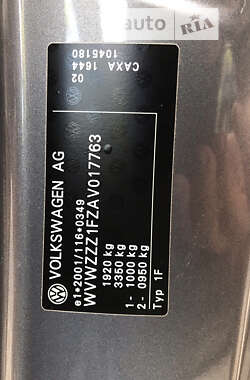 auto
RIA
VOLKSWAGEN AG
e1*2001/116*0349
WVWZZZ1FZAV017763
1920 kg
3350 kg
1- 1000 kg
2- 0950 kg
Typ 1F
02
CAXA 1644
1045180